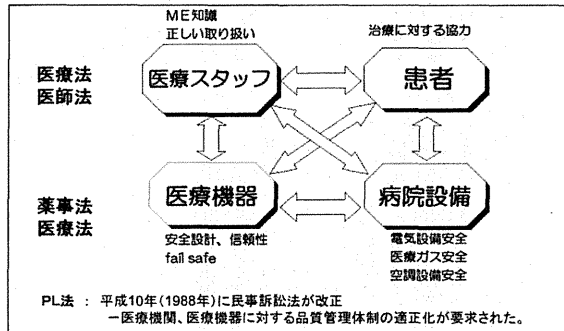 ME知識
正しい取り扱い
治療に対する協力
医療法
医師法
医療スタッフ
患者
薬事法
医療法
医療機器
病院設備
安全設計、信頼性
fail safe
電気設備安全
医療ガス安全
空調設備安全
PL法 : 平成10年(1988年)に民事訴訟法が改正
ー医療機関、医療機器に対する品質管理体制の適正化が要求された。